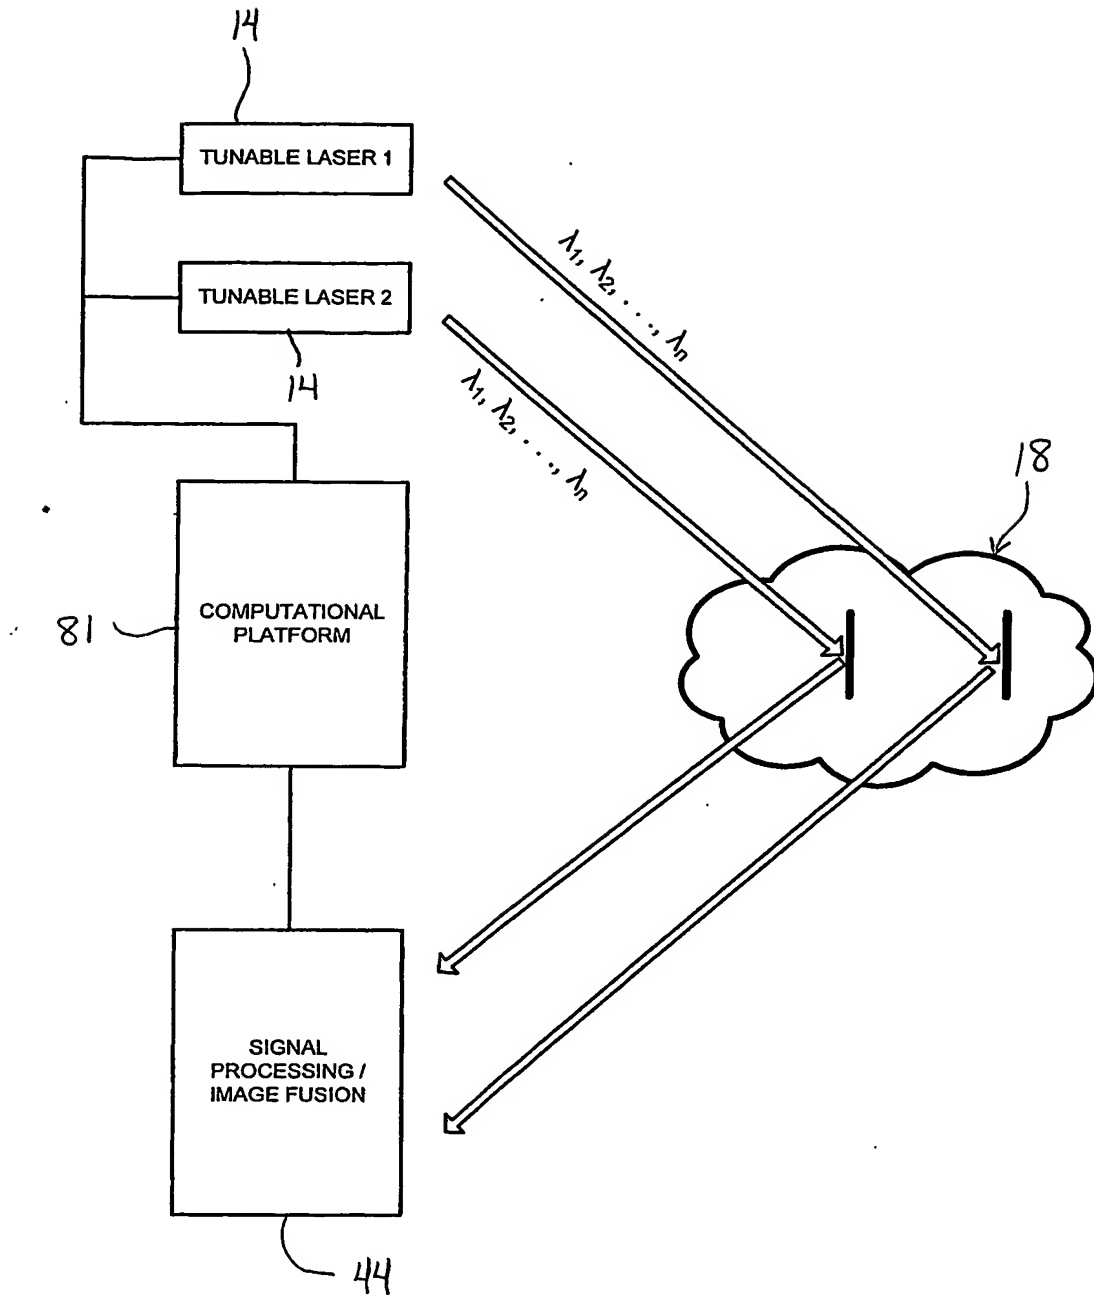 14
TUNABLE LASER 1
λ1, λ2, . . ., λn
TUNABLE LASER 2
14
λ1, λ2, . . ., λn
18
COMPUTATIONAL
PLATFORM
81
SIGNAL
PROCESSING /
IMAGE FUSION
44